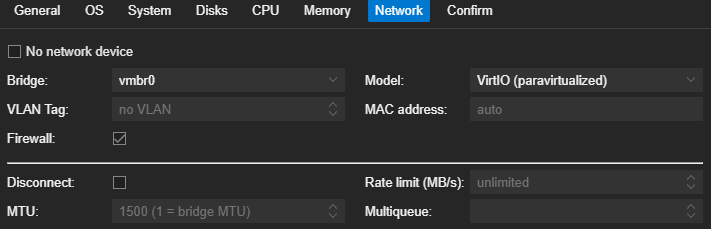 General OS System Disks CPU Memory Network Confirm
No network device
Bridge: vmbr0 Model: VirtIO (paravirtualized)
VLAN Tag: no VLAN MAC address: auto
Firewall:
Disconnect: Rate limit (MB/s): unlimited
MTU: 1500 (1 = bridge MTU) Multiqueue: